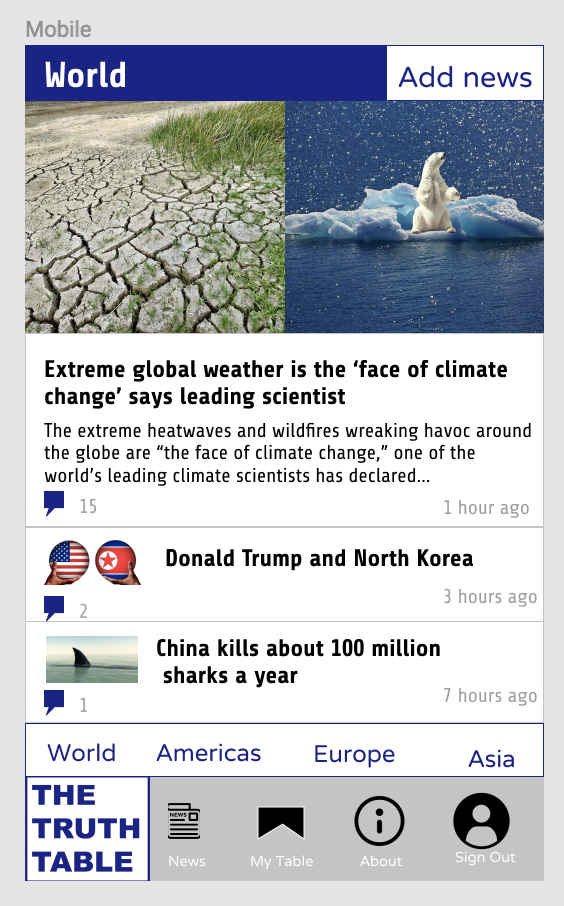 Mobile
World
Add news
Extreme global weather is the ‘face of climate
change’ says leading scientist
The extreme heatwaves and wildfires wreaking havoc around
the globe are “the face of climate change,” one of the
world’s leading climate scientists has declared...
15
1 hour ago
Donald Trump and North Korea
3 hours ago
2
China kills about 100 million
sharks a year
7 hours ago
1
World Americas Europe Asia
THE
TRUTH
TABLE
NEWS
News My Table About Sign Out